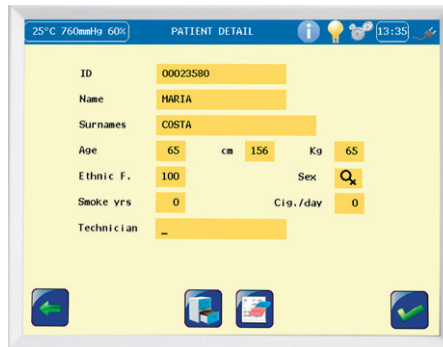 25°C 760mmHg 60% PATIENT DETAIL 13:35
ID 00023580
Name MARIA
Surnames COSTA
Age 65 cm 156 Kg 65
Ethnic F. 100 Sex
Smoke yrs 0 Cig./day 0
Technician _